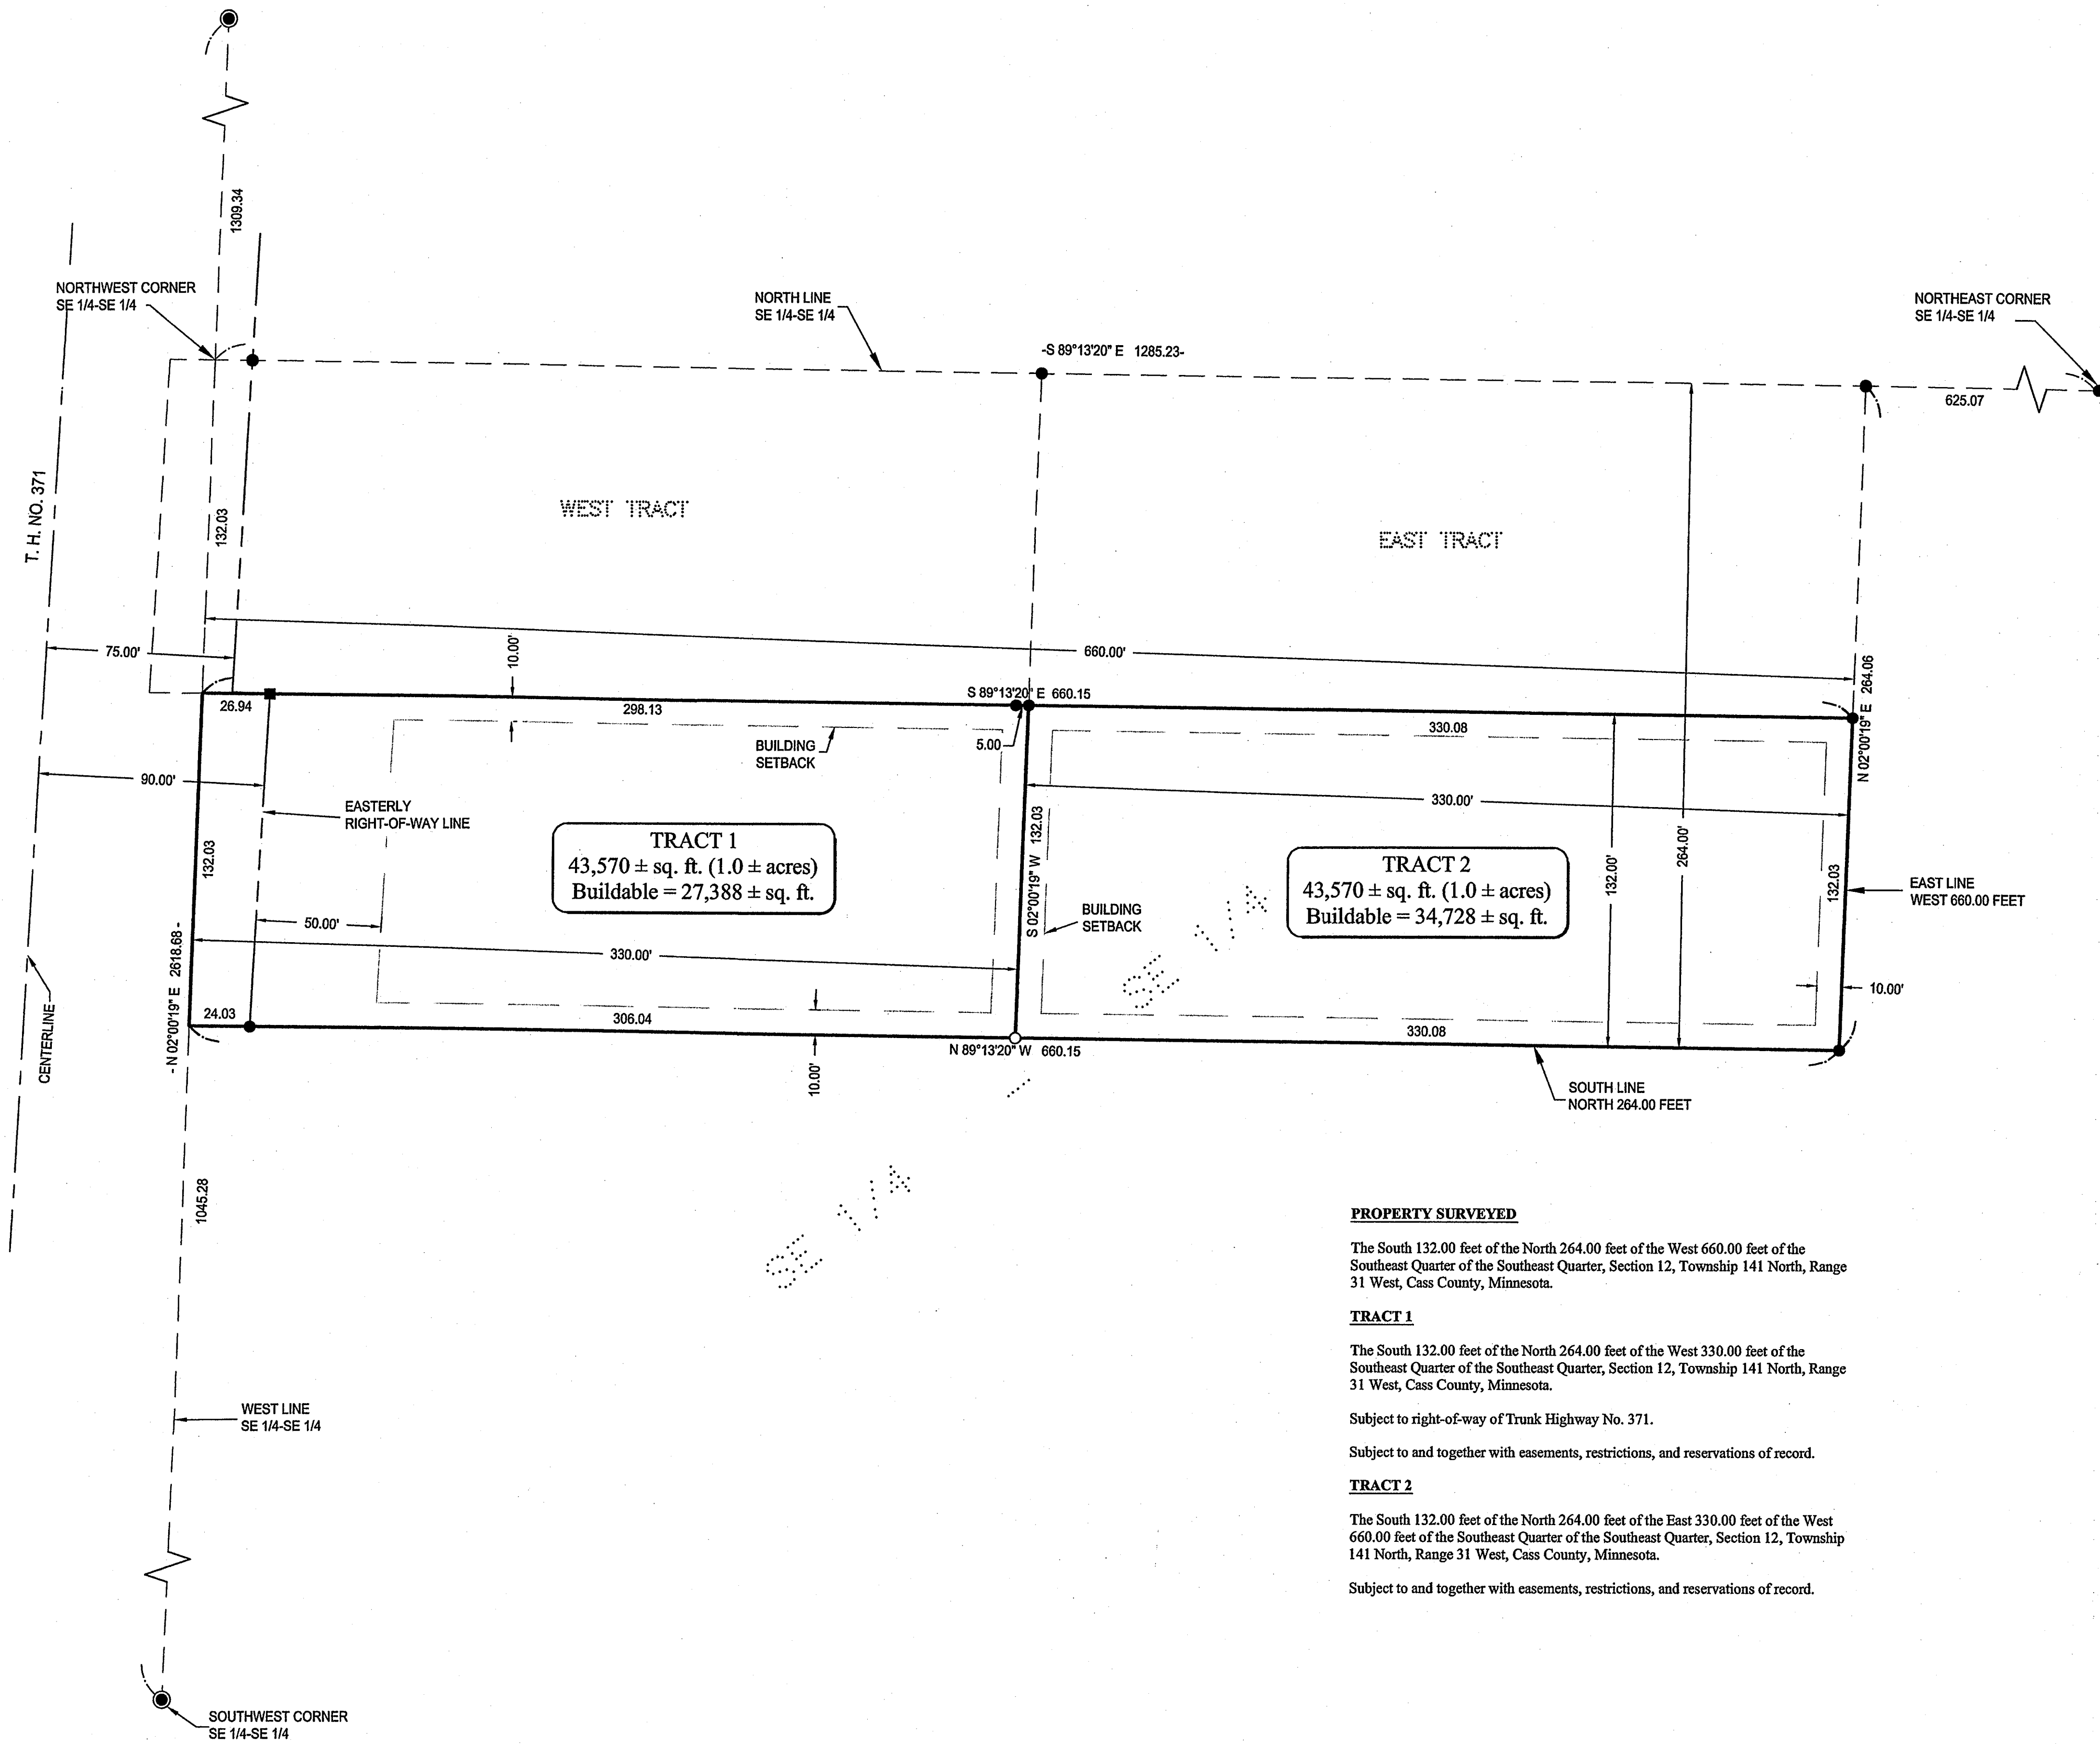 1309.34
NORTHWEST CORNER
SE 1/4-SE 1/4
NORTH LINE
SE 1/4-SE 1/4
NORTHEAST CORNER
SE 1/4-SE 1/4
-S 89°13'20" E 1285.23-
625.07
T. H. NO. 371
132.03
WEST TRACT
EAST TRACT
75.00'
10.00'
660.00'
N 02°00'19" E 264.06
S 89°13'20" E 660.15
26.94
298.13
5.00
330.08
BUILDING
SETBACK
90.00'
EASTERLY
RIGHT-OF-WAY LINE
330.00'
132.03
TRACT 1
43,570 ± sq. ft. (1.0 ± acres)
Buildable = 27,388 ± sq. ft.
S 02°00'19" W 132.03
TRACT 2
43,570 ± sq. ft. (1.0 ± acres)
Buildable = 34,728 ± sq. ft.
132.00'
264.00'
132.03
EAST LINE
WEST 660.00 FEET
BUILDING
SETBACK
50.00'
330.00'
SE 1/4
10.00'
- N 02°00'19" E 2618.68 -
CENTERLINE
24.03
306.04
330.08
N 89°13'20" W 660.15
10.00'
SOUTH LINE
NORTH 264.00 FEET
SE 1/4
1045.28
WEST LINE
SE 1/4-SE 1/4
SOUTHWEST CORNER
SE 1/4-SE 1/4
PROPERTY SURVEYED
The South 132.00 feet of the North 264.00 feet of the West 660.00 feet of the
Southeast Quarter of the Southeast Quarter, Section 12, Township 141 North, Range
31 West, Cass County, Minnesota.
TRACT 1
The South 132.00 feet of the North 264.00 feet of the West 330.00 feet of the
Southeast Quarter of the Southeast Quarter, Section 12, Township 141 North, Range
31 West, Cass County, Minnesota.
Subject to right-of-way of Trunk Highway No. 371.
Subject to and together with easements, restrictions, and reservations of record.
TRACT 2
The South 132.00 feet of the North 264.00 feet of the East 330.00 feet of the West
660.00 feet of the Southeast Quarter of the Southeast Quarter, Section 12, Township
141 North, Range 31 West, Cass County, Minnesota.
Subject to and together with easements, restrictions, and reservations of record.